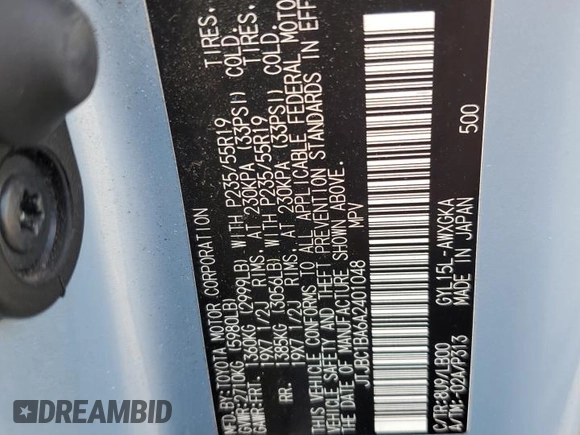 MFD BY:TOYOTA MOTOR CORPORATION
GVWR: 2710KG (5980LB)
GAWR:FRT 1360KG (2999LB) WITH P235/55R19 TIRES,
19X7 1/2J RIMS, AT 230KPA (33PSI) COLD.
RR. 1385KG (3056LB) WITH P235/55R19 TIRES,
19X7 1/2J RIMS, AT 230KPA (33PSI) COLD.
THIS VEHICLE CONFORMS TO ALL APPLICABLE FEDERAL MOTOR
VEHICLE SAFETY AND THEFT PREVENTION STANDARDS IN EFF
ON THE DATE OF MANUFACTURE SHOWN ABOVE.
JTJBC1BA6A2401048 MPV
C/TR:8U9/LB00 GYL15L-AWXGKA 500
A/TM:-02A/P313 MADE IN JAPAN
DREAMBID